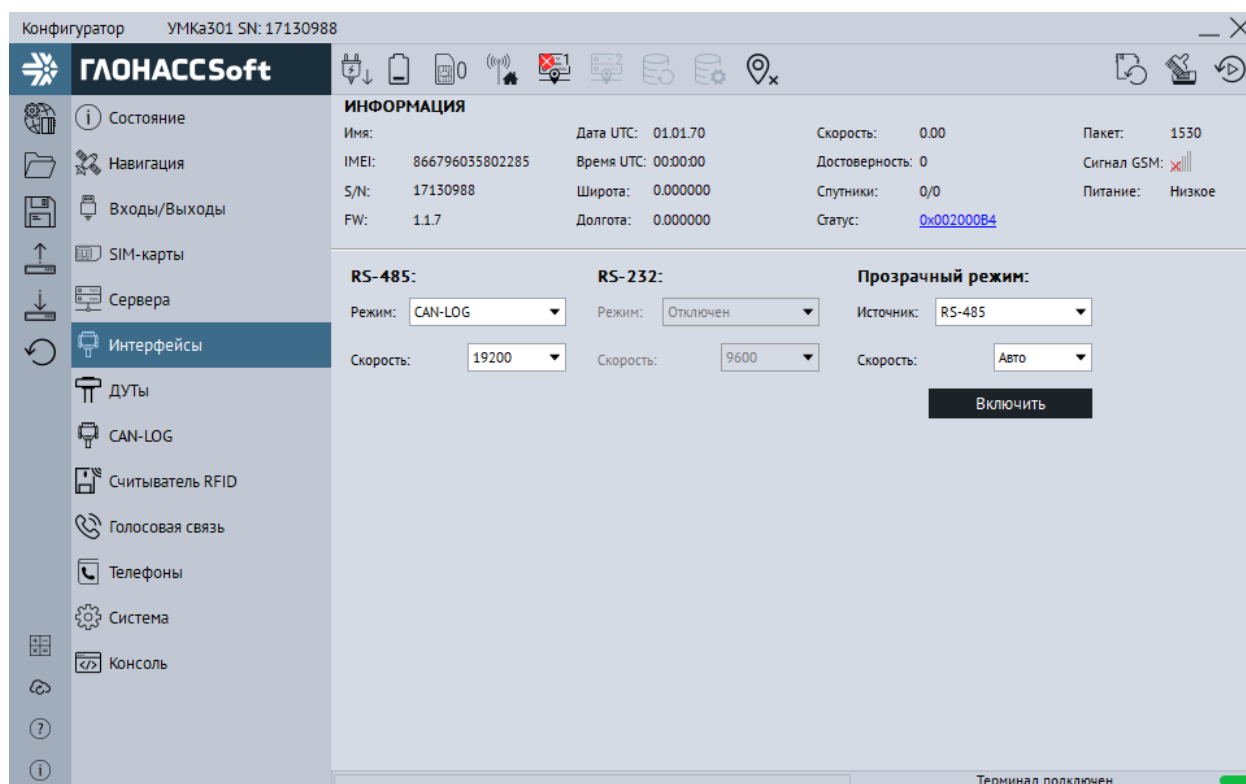 Конфигуратор УМКа301 SN: 17130988
ГЛОНАССSoft
0
1
2
ИНФОРМАЦИЯ
Имя: Дата UTC: 01.01.70 Скорость: 0.00 Пакет: 1530
IMEI: 866796035802285 Время UTC: 00:00:00 Достоверность: 0 Сигнал GSM:
S/N: 17130988 Широта: 0.000000 Спутники: 0/0 Питание: Низкое
FW: 1.1.7 Долгота: 0.000000 Статус: 0x002000B4
Состояние
Навигация
Входы/Выходы
SIM-карты
Сервера
Интерфейсы
ДУТы
CAN-LOG
Считыватель RFID
Голосовая связь
Телефоны
Система
Консоль
RS-485: RS-232: Прозрачный режим:
Режим: CAN-LOG Режим: Отключен Источник: RS-485
Скорость: 19200 Скорость: 9600 Скорость: Авто
Включить
Терминал подключен